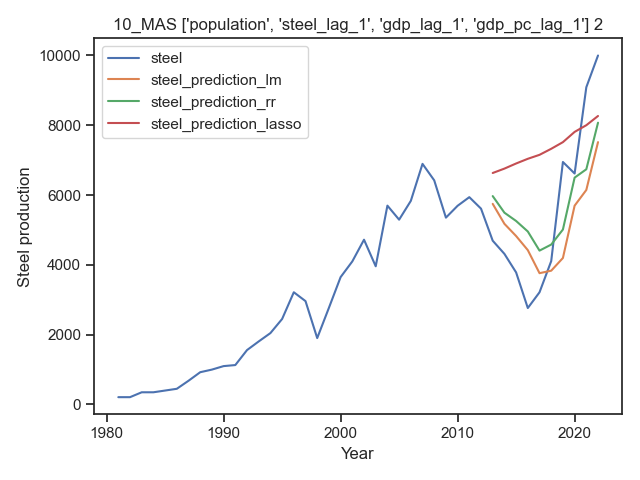 10_MAS ['population', 'steel_lag_1', 'gdp_lag_1', 'gdp_pc_lag_1'] 2
steel
steel_prediction_lm
steel_prediction_rr
steel_prediction_lasso
10000
8000
6000
4000
2000
0
Steel production
1980
1990
2000
2010
2020
Year